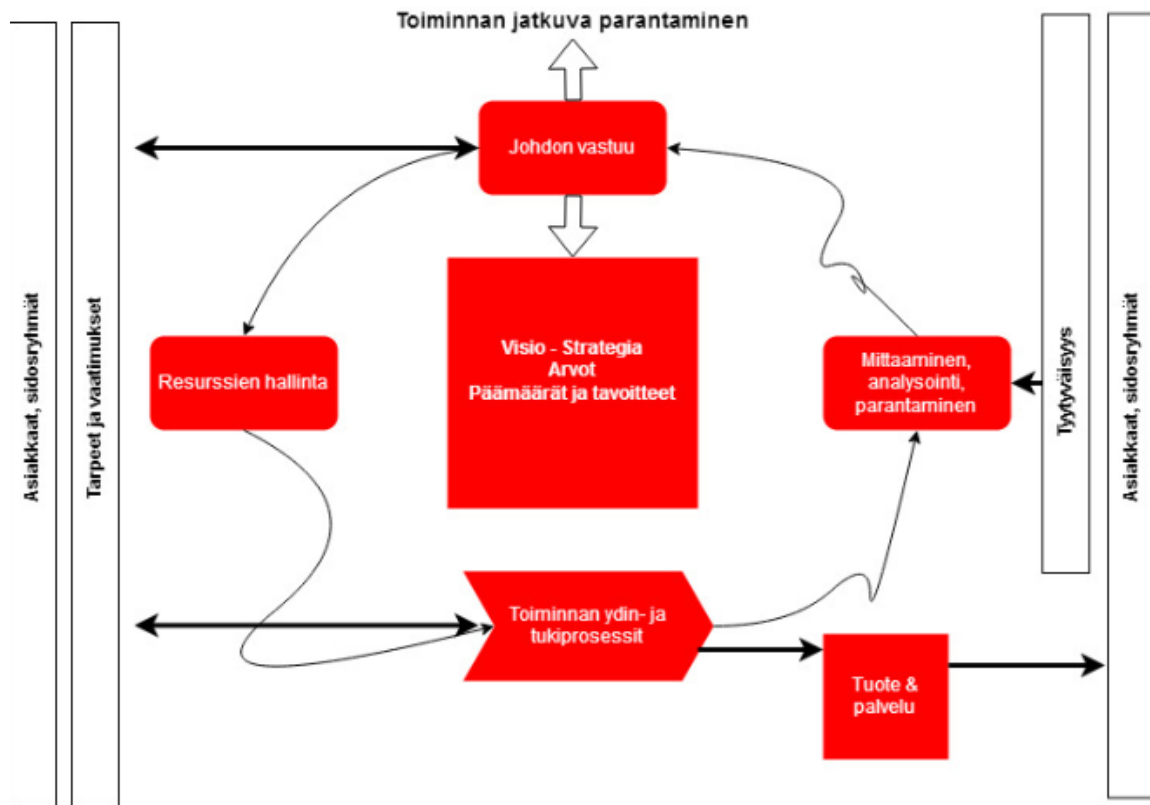 Toiminnan jatkuva parantaminen
Johdon vastuu
Asiakkaat, sidosryhmät
Tarpeet ja vaatimukset
Resurssien hallinta
Visio - Strategia
Arvot
Päämäärät ja tavoitteet
Mittaaminen,
analysointi,
parantaminen
Tyytyväisyys
Asiakkaat, sidosryhmät
Toiminnan ydin- ja
tukiprosessit
Tuote &
palvelu